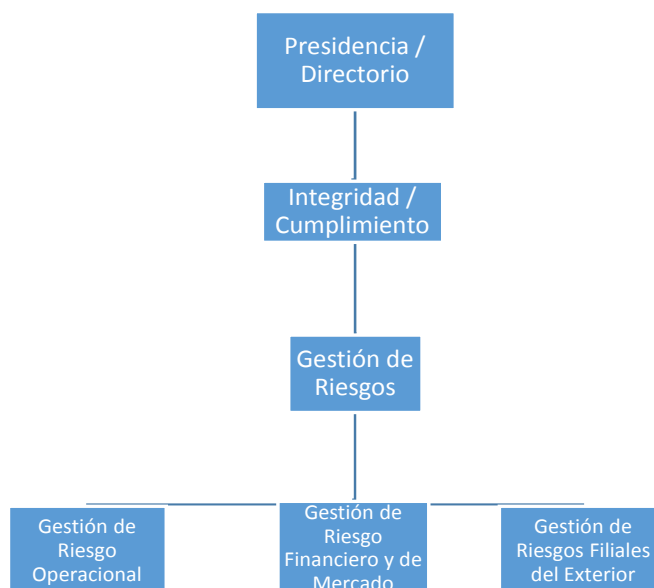 Presidencia /
Directorio
Integridad /
Cumplimiento
Gestión de
Riesgos
Gestión de
Riesgo
Operacional
Gestión de
Riesgo
Financiero y de
Mercado
Gestión de
Riesgos Filiales
del Exterior